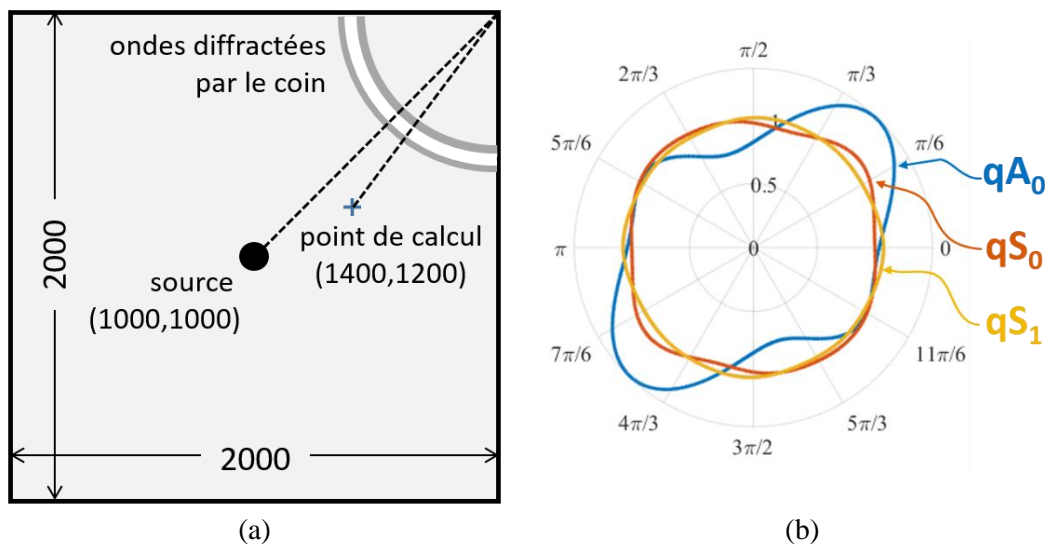 ondes diffractées
par le coin
2000
point de calcul
(1400,1200)
source
(1000,1000)
2000
(a)
π/2
2π/3
π/3
5π/6
π/6
1
0.5
π
0
0
7π/6
11π/6
4π/3
5π/3
3π/2
qA₀
qS₀
qS₁
(b)